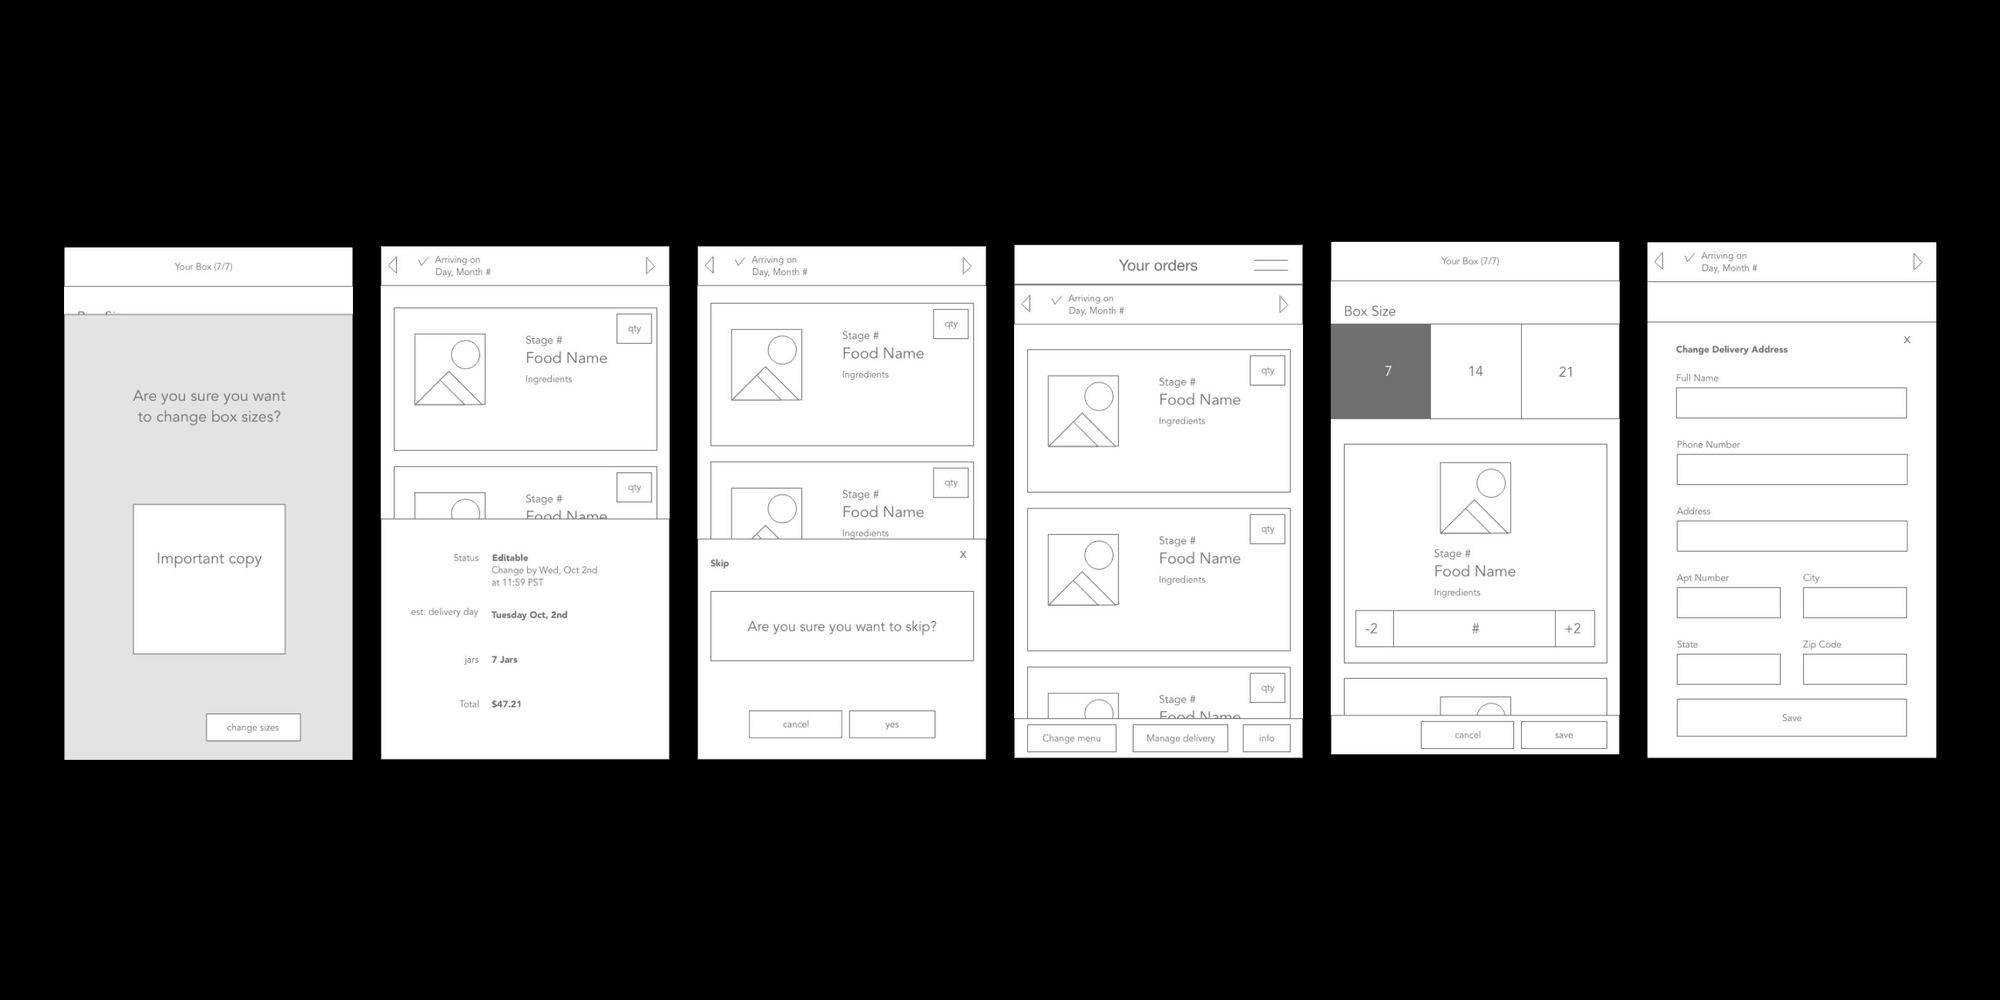 Your Box (7/7)
Are you sure you want
to change box sizes?
Important copy
change sizes
Arriving on
Day, Month #
qty
Stage #
Food Name
Ingredients
qty
Stage #
Food Name
Status
Editable
Change by Wed, Oct 2nd
at 11:59 PST
est. delivery day
Tuesday Oct, 2nd
jars
7 Jars
Total
$47.21
Arriving on
Day, Month #
qty
Stage #
Food Name
Ingredients
qty
Stage #
Food Name
Ingredients
X
Skip
Are you sure you want to skip?
cancel
yes
Your orders
Arriving on
Day, Month #
qty
Stage #
Food Name
Ingredients
qty
Stage #
Food Name
Ingredients
qty
Stage #
Food Name
Change menu
Manage delivery
info
Your Box (7/7)
Box Size
7
14
21
Stage #
Food Name
Ingredients
-2
#
+2
cancel
save
Arriving on
Day, Month #
X
Change Delivery Address
Full Name
Phone Number
Address
Apt Number
City
State
Zip Code
Save